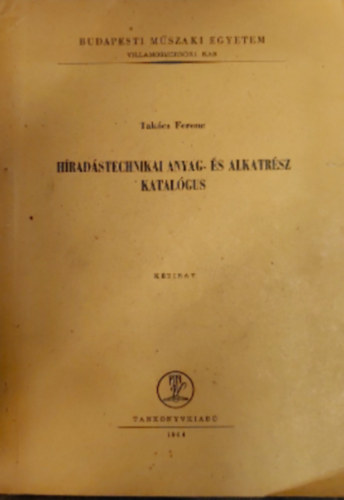 BUDAPESTI MŰSZAKI EGYETEM
VILLAMOSMÉRNÖKI KAR
Takács Ferenc
HÍRADÁSTECHNIKAI ANYAG- ÉS ALKATRÉSZ
KATALÓGUS
KÉZIRAT
TANKÖNYVKIADÓ